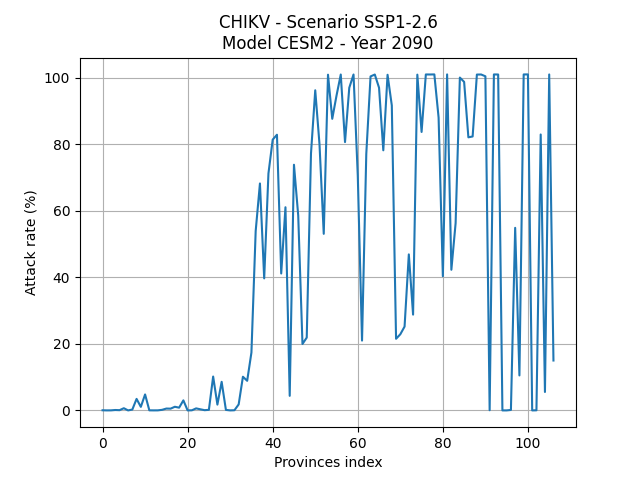 CHIKV - Scenario SSP1-2.6
Model CESM2 - Year 2090
Attack rate (%)
100
80
60
40
20
0
0 20 40 60 80 100
Provinces index